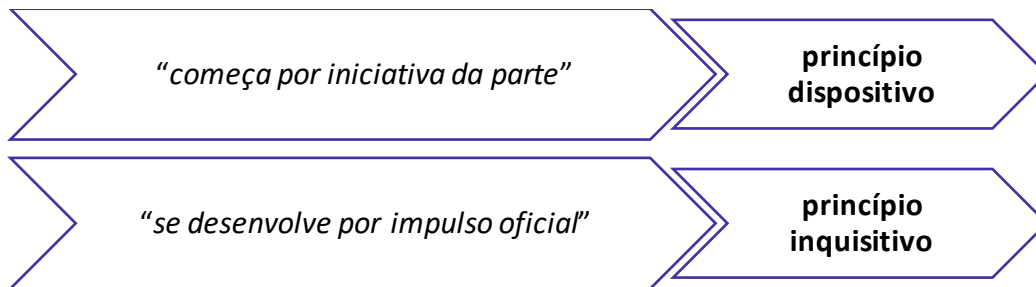 “começa por iniciativa da parte”
princípio
dispositivo
“se desenvolve por impulso oficial”
princípio
inquisitivo